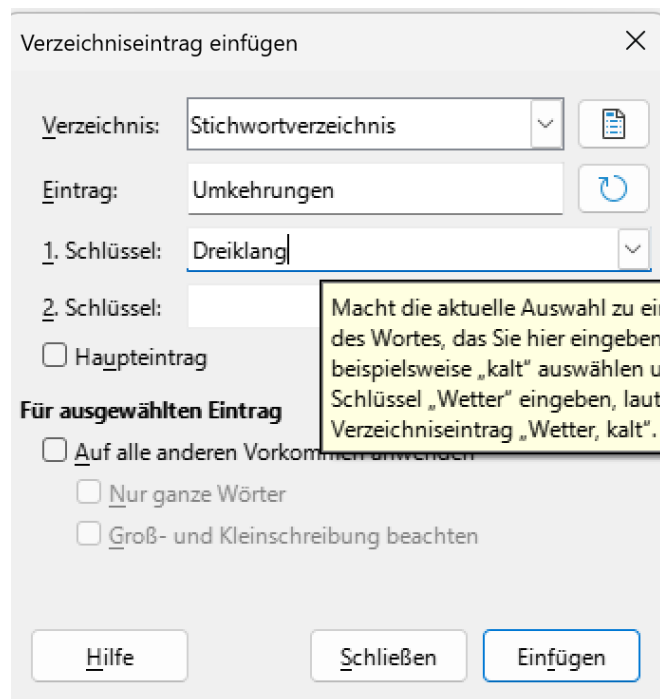 Verzeichniseintrag einfügen
Verzeichnis: Stichwortverzeichnis
Eintrag: Umkehrungen
1. Schlüssel: Dreiklang
2. Schlüssel:
Macht die aktuelle Auswahl zu ei
des Wortes, das Sie hier eingeben
beispielsweise „kalt“ auswählen u
Schlüssel „Wetter“ eingeben, laut
Verzeichniseintrag „Wetter, kalt“.
Haupteintrag
Für ausgewählten Eintrag
Auf alle anderen Vorkommen anwenden
Nur ganze Wörter
Groß- und Kleinschreibung beachten
Hilfe Schließen Einfügen